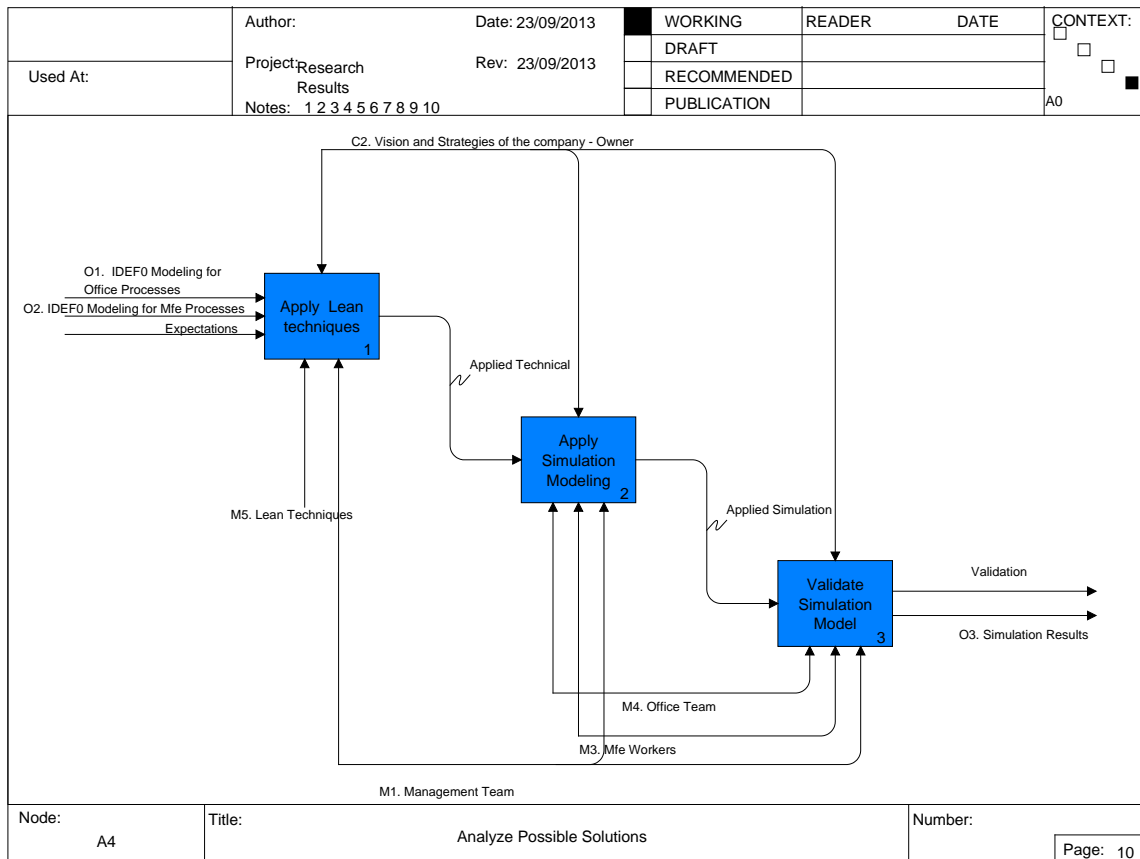 Used At:
Author:
Date: 23/09/2013
Project: Research
Results
Rev: 23/09/2013
Notes: 1 2 3 4 5 6 7 8 9 10
WORKING
DRAFT
RECOMMENDED
PUBLICATION
READER
DATE
CONTEXT:
A0
C2. Vision and Strategies of the company - Owner
O1. IDEF0 Modeling for
Office Processes
O2. IDEF0 Modeling for Mfe Processes
Expectations
Apply Lean
techniques
1
Applied Technical
M5. Lean Techniques
Apply
Simulation
Modeling
2
Applied Simulation
Validate
Simulation
Model
3
Validation
O3. Simulation Results
M4. Office Team
M3. Mfe Workers
M1. Management Team
Node:
A4
Title:
Analyze Possible Solutions
Number:
Page: 10